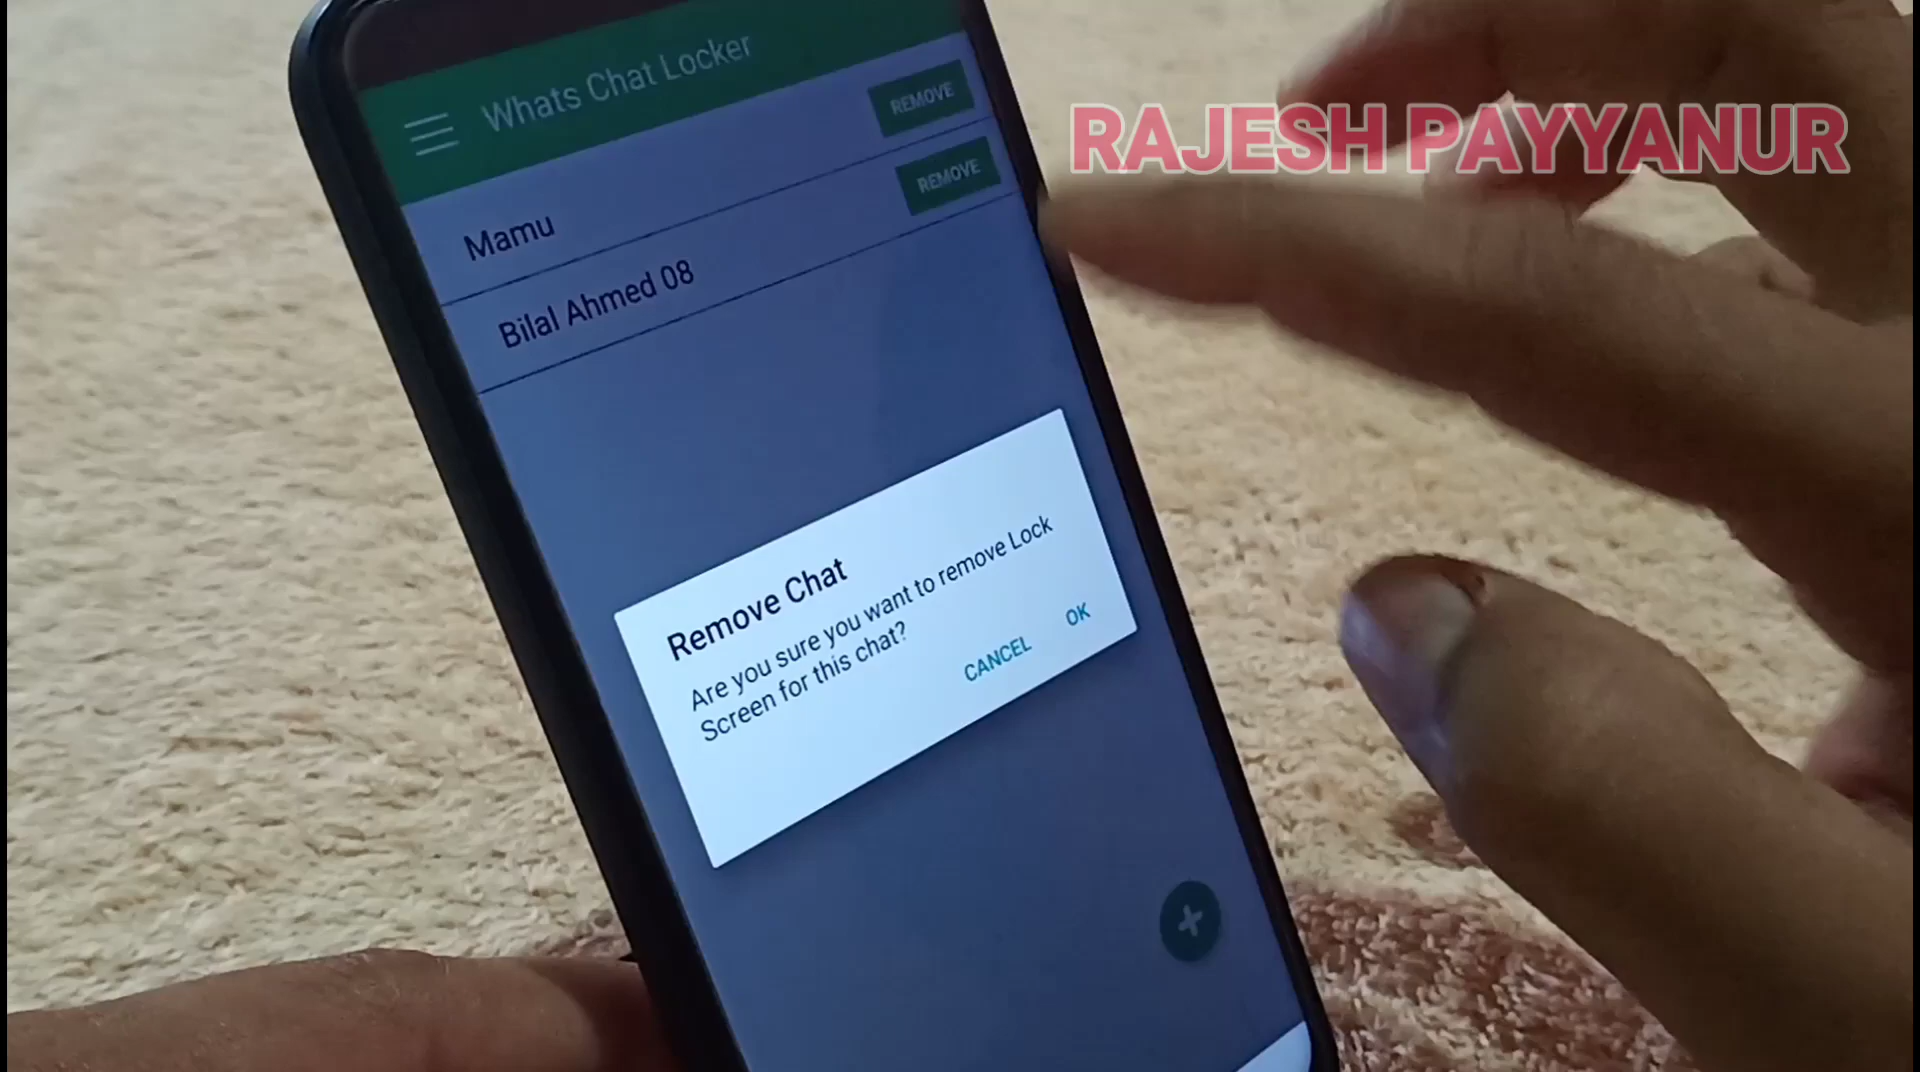 Whats Chat Locker
RAJESH PAYYANUR
Mamu
REMOVE
Bilal Ahmed 08
REMOVE
Remove Chat
Are you sure you want to remove Lock
Screen for this chat?
CANCEL
OK